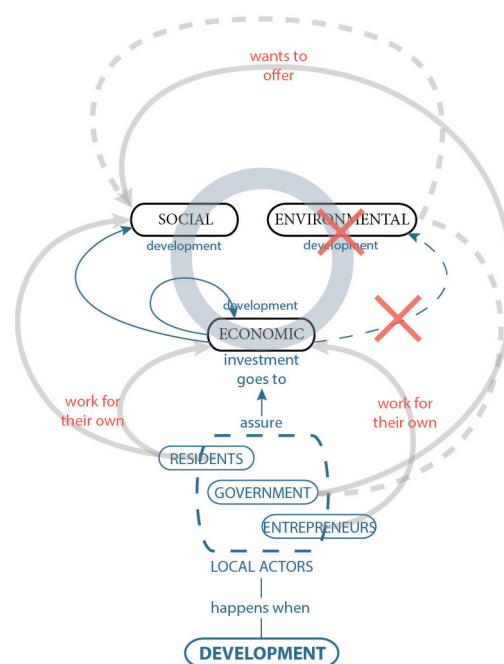 wants to
offer
SOCIAL
development
ENVIRONMENTAL
development
development
ECONOMIC
investment
goes to
work for
their own
work for
their own
assure
RESIDENTS
GOVERNMENT
ENTREPRENEURS
LOCAL ACTORS
happens when
DEVELOPMENT